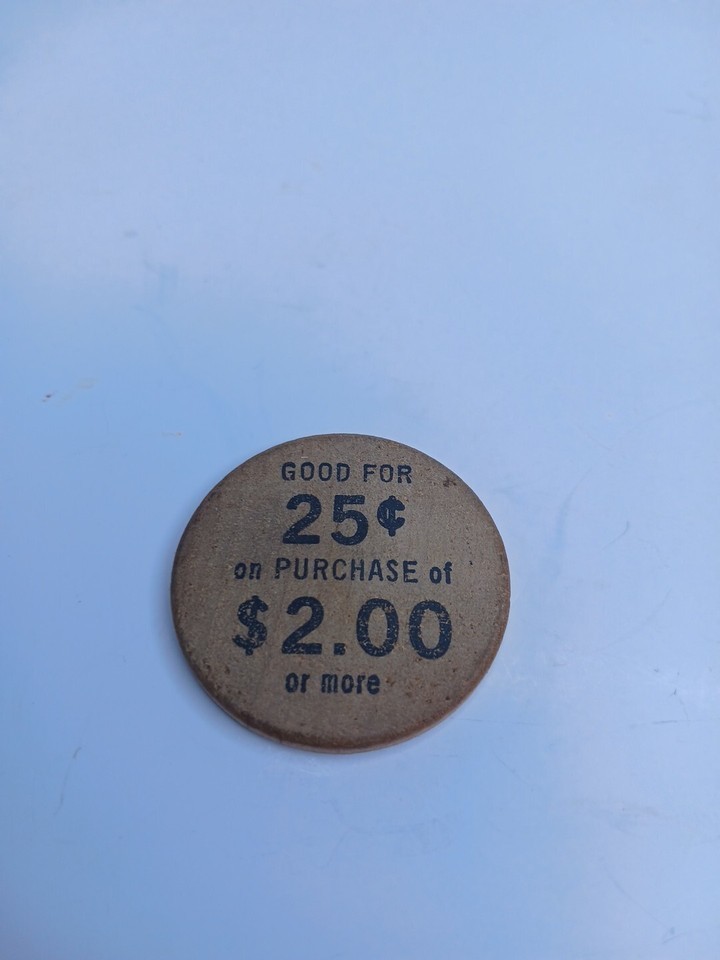 GOOD FOR
25¢
on PURCHASE of
$2.00
or more